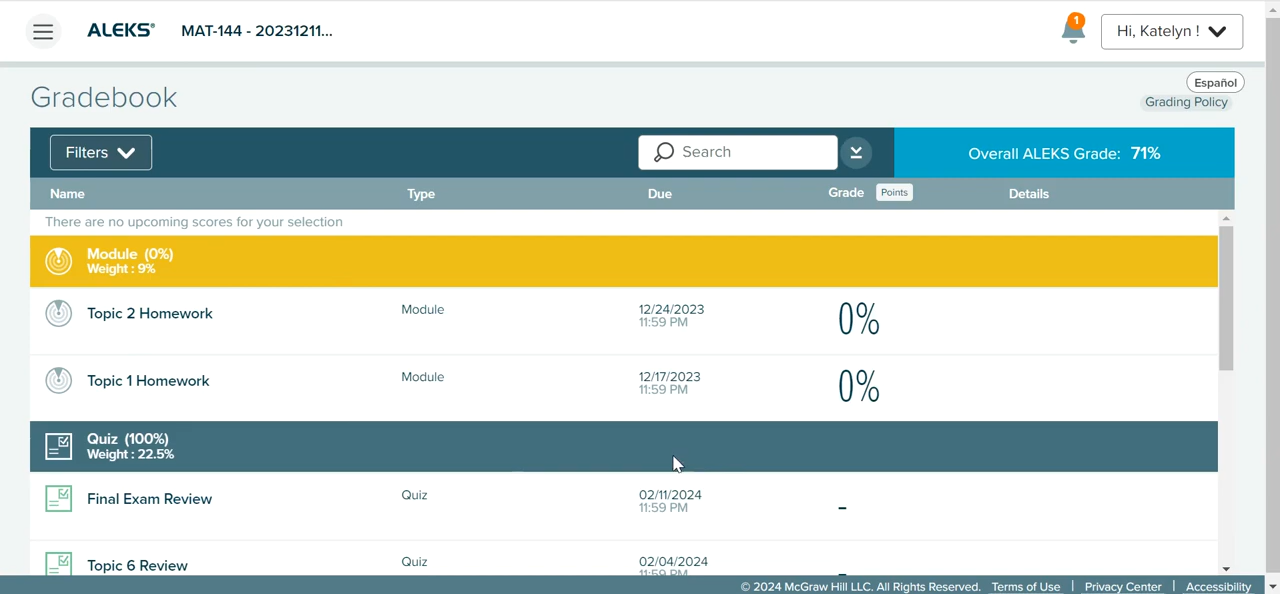 ALEKS® MAT-144 - 20231211... 1 Hi, Katelyn !
Español
Gradebook
Grading Policy
Filters Search Overall ALEKS Grade: 71%
Name Type Due Grade Points Details
There are no upcoming scores for your selection
Module (0%)
Weight : 9%
Topic 2 Homework Module 12/24/2023 0%
11:59 PM
Topic 1 Homework Module 12/17/2023 0%
11:59 PM
Quiz (100%)
Weight : 22.5%
Final Exam Review Quiz 02/11/2024 -
11:59 PM
Topic 6 Review Quiz 02/04/2024 -
11:59 PM
© 2024 McGraw Hill LLC. All Rights Reserved. Terms of Use | Privacy Center | Accessibility